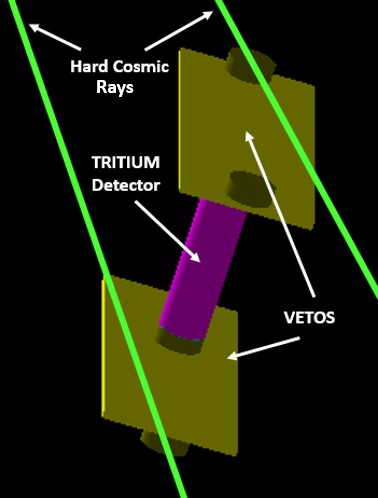 Hard Cosmic
Rays
TRITIUM
Detector
VETOS